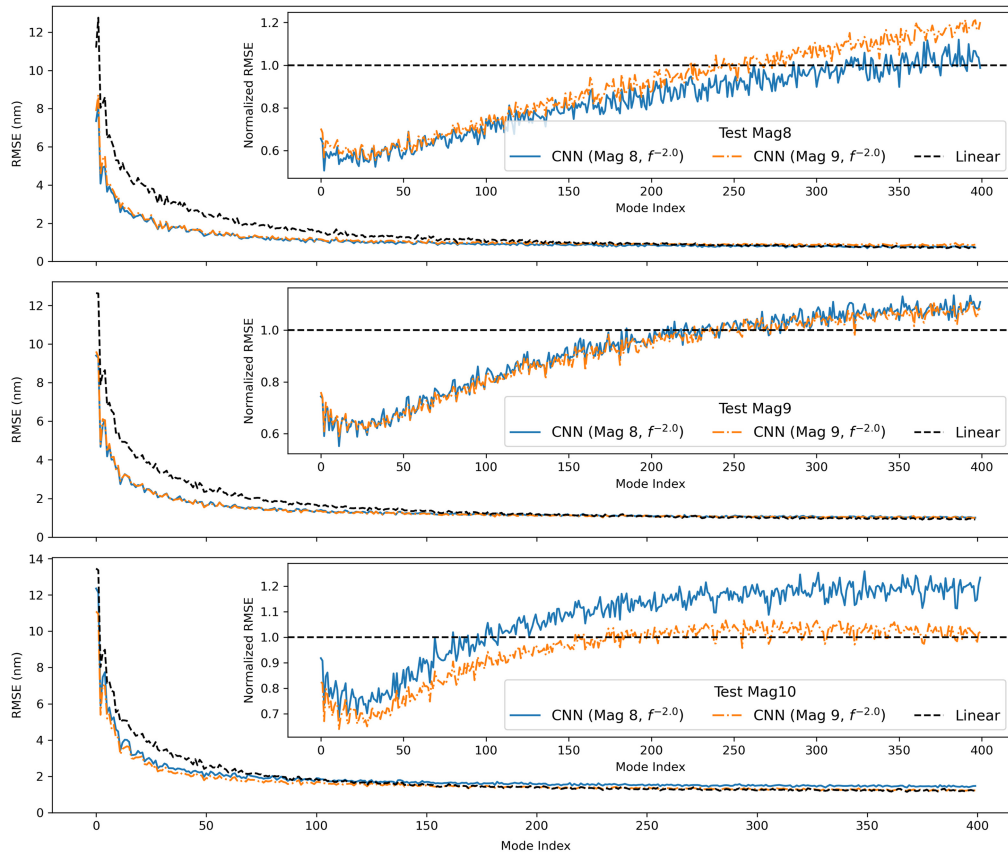 12
10
8
6
4
2
0
RMSE (nm)
1.2
1.0
0.8
0.6
Normalized RMSE
Test Mag8
CNN (Mag 8, f⁻²·⁰) CNN (Mag 9, f⁻²·⁰) Linear
0 50 100 150 200 250 300 350 400
Mode Index
12
10
8
6
4
2
0
RMSE (nm)
1.0
0.8
0.6
Normalized RMSE
Test Mag9
CNN (Mag 8, f⁻²·⁰) CNN (Mag 9, f⁻²·⁰) Linear
0 50 100 150 200 250 300 350 400
Mode Index
14
12
10
8
6
4
2
0
RMSE (nm)
1.2
1.1
1.0
0.9
0.8
0.7
Normalized RMSE
Test Mag10
CNN (Mag 8, f⁻²·⁰) CNN (Mag 9, f⁻²·⁰) Linear
0 50 100 150 200 250 300 350 400
Mode Index
0 50 100 150 200 250 300 350 400
Mode Index